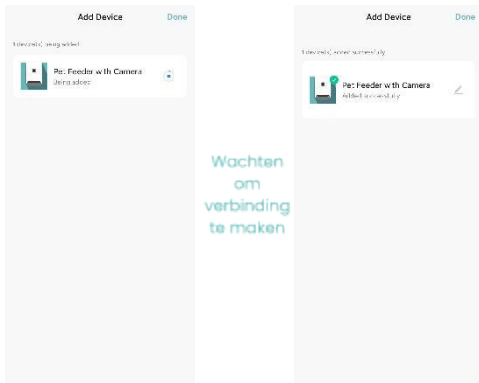 Add Device
Done
1 device(s) being added
Pet Feeder with Camera
Being added
Wachten
om
verbinding
te maken
Add Device
Done
1 device(s) added successfully
Pet Feeder with Camera
Added successfully